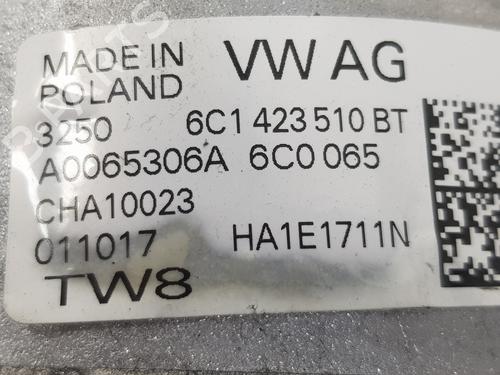 MADE IN VW AG
POLAND
3250 6C1 423 510 BT
A0065306A 6C0 065
CHA10023
011017 HA1E1711N
TW8